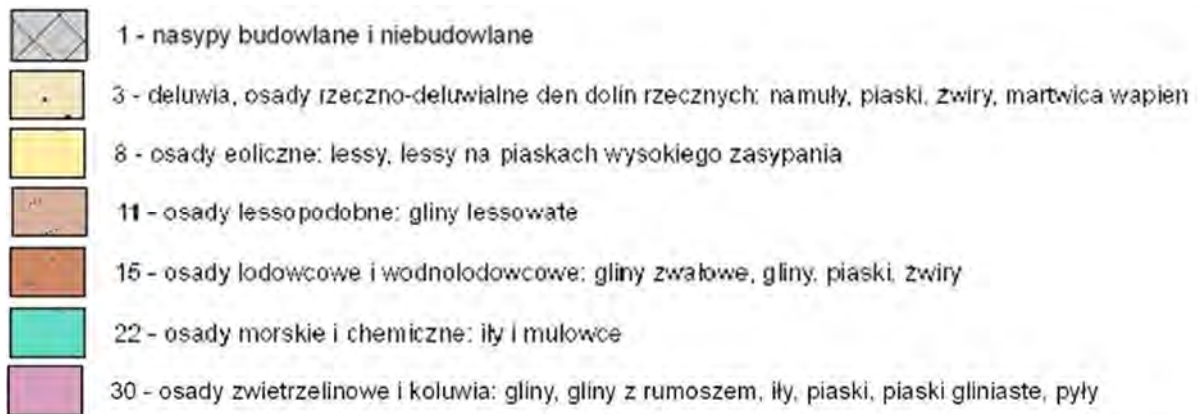 1 - nasypy budowlane i niebudowlane
3 - deluwia, osady rzeczno-deluwialne den dolin rzecznych: namuły, piaski, żwiry, martwica wapien
8 - osady eoliczne: lessy, lessy na piaskach wysokiego zasypania
11 - osady lessopodobne: gliny lessowate
15 - osady lodowcowe i wodnolodowcowe: gliny zwałowe, gliny, piaski, żwiry
22 - osady morskie i chemiczne: iły i mułowce
30 - osady zwietrzelinowe i koluwia: gliny, gliny z rumoszem, iły, piaski, piaski gliniaste, pyły